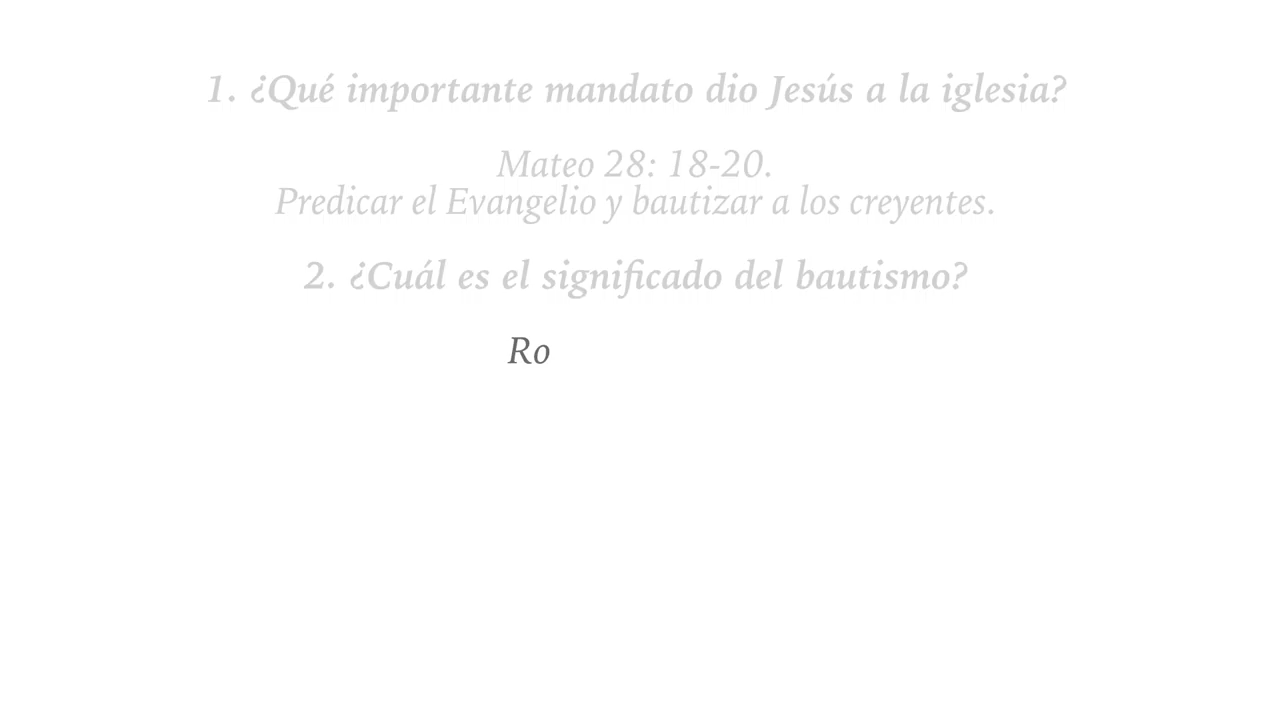 1. ¿Qué importante mandato dio Jesús a la iglesia?
Mateo 28: 18-20.
Predicar el Evangelio y bautizar a los creyentes.
2. ¿Cuál es el significado del bautismo?
Ro